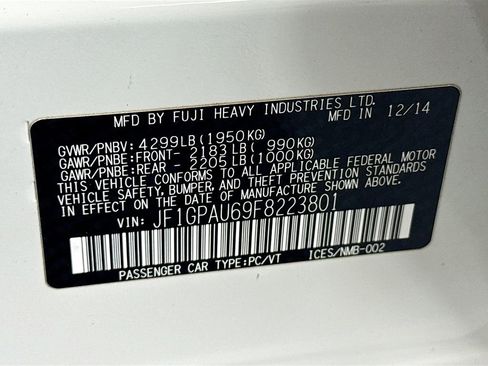 MFD BY FUJI HEAVY INDUSTRIES LTD.
MFD IN 12/14
GVWR/PNBV: 4299LB(1950KG)
GAWR/PNBE:FRONT- 2183LB( 990KG)
GAWR/PNBE:REAR - 2205LB(1000KG)
THIS VEHICLE CONFORMS TO ALL APPLICABLE FEDERAL MOTOR
VEHICLE SAFETY, BUMPER, AND THEFT PREVENTION STANDARDS
IN EFFECT ON THE DATE OF MANUFACTURE SHOWN ABOVE.
VIN: JF1GPAU69F8223801
PASSENGER CAR TYPE:PC/VT ICES/NMB-002